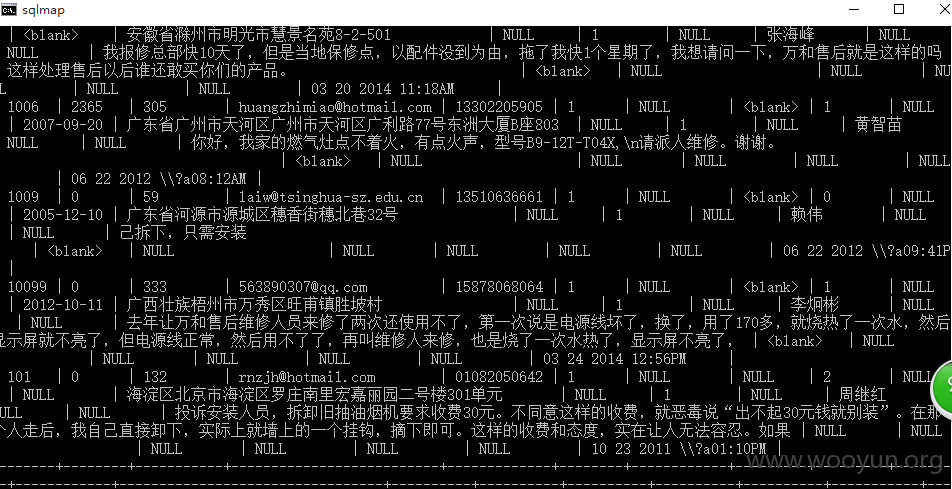 sqlmap
| <blank> | 安徽省滁州市明光市慧景名苑8-2-501 | NULL | 1 | NULL | 张海峰 | NULL
NULL | 我报修总部快10天了，但是当地保修点，以配件没到为由，拖了我快1个星期了，我想请问一下，万和售后就是这样的吗
这样处理售后以后谁还敢买你们的产品。 | <blank> | NULL | NULL | NU
L | NULL | NULL | 03 20 2014 11:18AM |
1006 | 2365 | 305 | huangzhimiao@hotmail.com | 13302205905 | 1 | NULL | <blank> | 1 | NULL
| 2007-09-20 | 广东省广州市天河区广州市天河区广利路77号东洲大厦B座803 | NULL | 1 | NULL | 黄智苗
NULL | NULL | 你好，我家的燃气灶点不着火，有点火声，型号B9-12T-T04X,\n请派人维修。谢谢。
| <blank> | NULL | NULL | NULL | NULL
| 06 22 2012 \\?a08:12AM |
1009 | 0 | 59 | laiw@tsinghua-sz.edu.cn | 13510636661 | 1 | NULL | <blank> | 0 | NULL
| 2005-12-10 | 广东省河源市源城区穗香街穗北巷32号 | NULL | 1 | NULL | 赖伟
| NULL | 己拆下，只需安装
| <blank> | NULL | NULL | NULL | NULL | NULL | 06 22 2012 \\?a09:41P
|
10099 | 0 | 333 | 563890307@qq.com | 15878068064 | 1 | NULL | <blank> | 1 | NULL
| 2012-10-11 | 广西壮族梧州市万秀区旺甫镇胜坡村 | NULL | 1 | NULL | 李炯彬 | NULL
| NULL | 去年让万和售后维修人员来修了两次还使用不了，第一次说是电源线坏了，换了，用了170多，就烧热了一次水，然后
显示屏就不亮了，但电源线正常，然后用不了了，再叫维修人来修，也是烧了一次水热了，显示屏不亮了， | <blank> | NULL
| NULL | NULL | NULL | NULL | 03 24 2014 12:56PM |
101 | 0 | 132 | rnzjh@hotmail.com | 01082050642 | 1 | NULL | NULL | 2 | NULL
| NULL | 海淀区北京市海淀区罗庄南里宏嘉丽园二号楼301单元 | NULL | 1 | NULL | 周继红
NULL | NULL | 投诉安装人员，拆卸旧抽油烟机要求收费30元。不同意这样的收费，就恶毒说“出不起30元钱就别装”。在那
个人走后，我自己直接卸下，实际上就墙上的一个挂钩，摘下即可。这样的收费和态度，实在让人无法容忍。如果 | NULL | NULL
| NULL | NULL | NULL | NULL | 10 23 2011 \\?a01:10PM |
www.wooyun.org